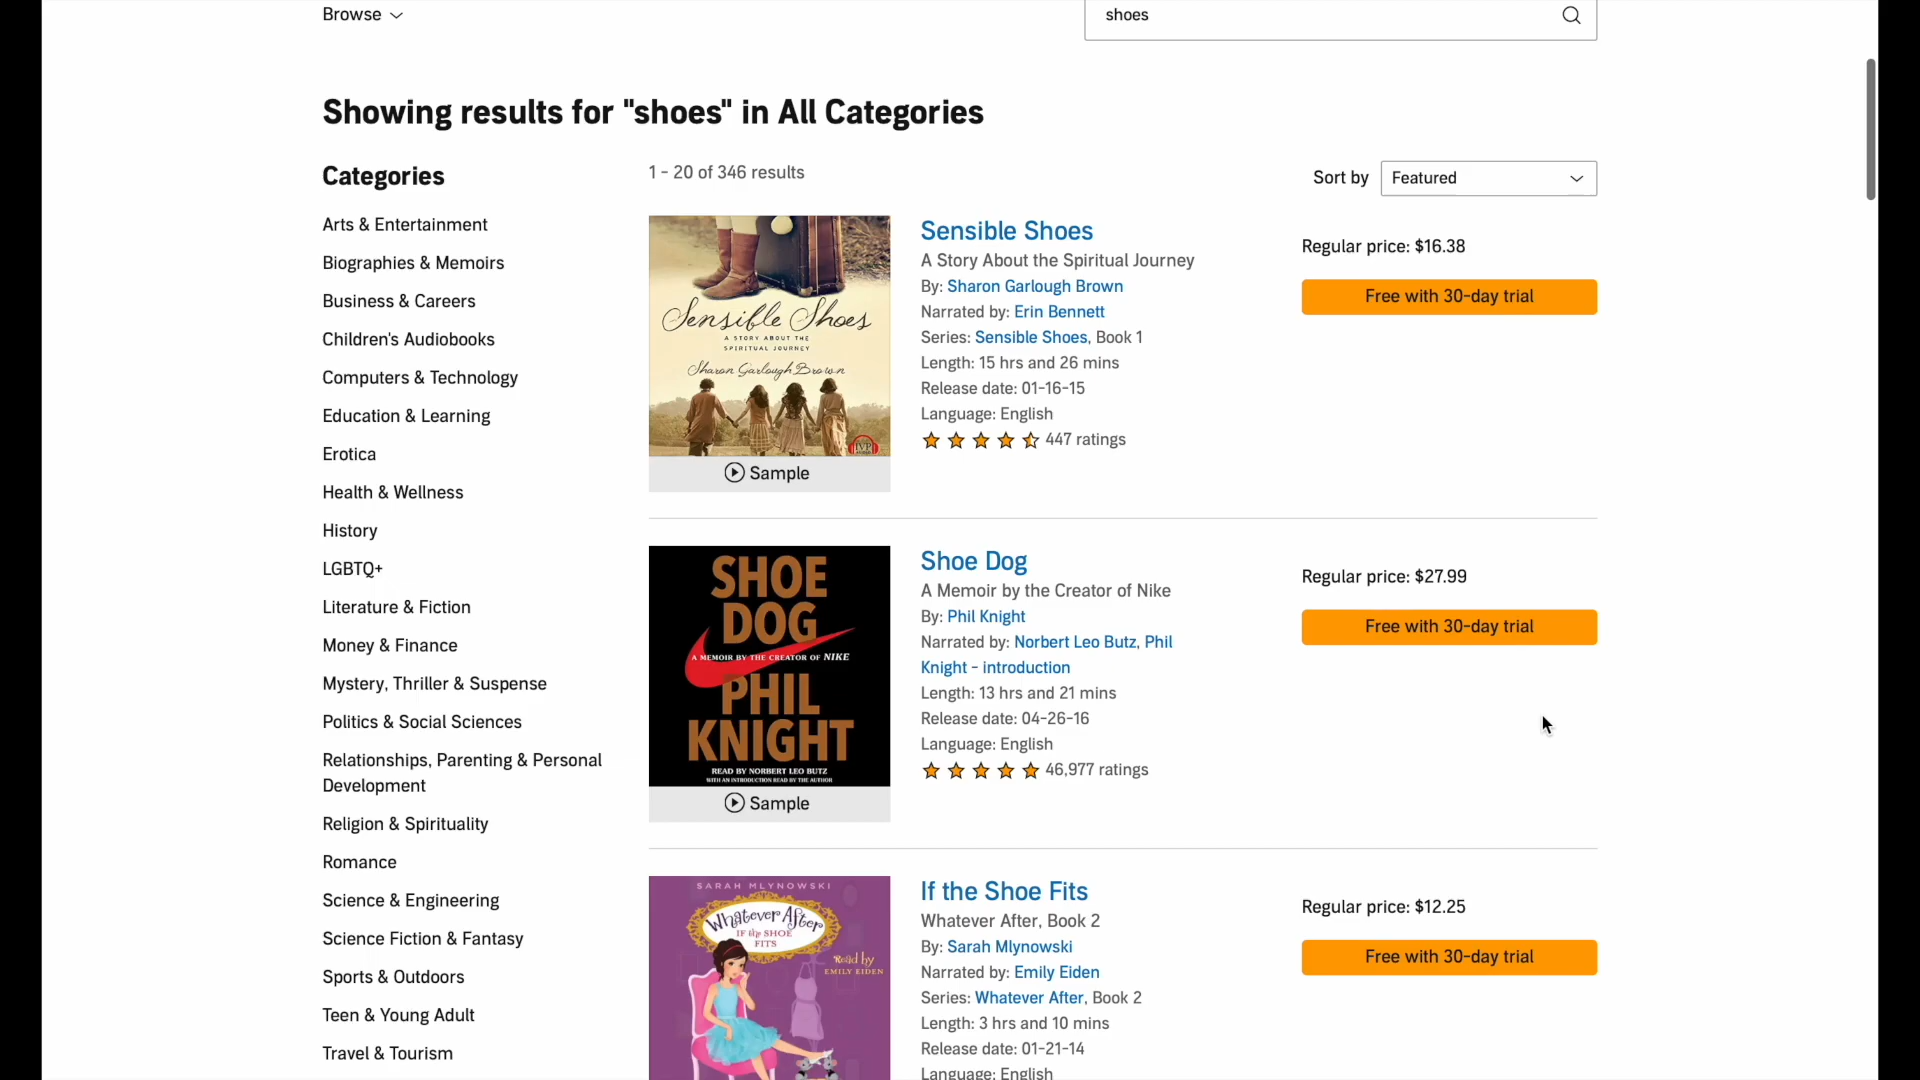 Browse
shoes
Showing results for "shoes" in All Categories
Categories
1 - 20 of 346 results
Sort by
Featured
Arts & Entertainment
Biographies & Memoirs
Business & Careers
Children's Audiobooks
Computers & Technology
Education & Learning
Erotica
Health & Wellness
History
LGBTQ+
Literature & Fiction
Money & Finance
Mystery, Thriller & Suspense
Politics & Social Sciences
Relationships, Parenting & Personal
Development
Religion & Spirituality
Romance
Science & Engineering
Science Fiction & Fantasy
Sports & Outdoors
Teen & Young Adult
Travel & Tourism
Sensible Shoes
A STORY ABOUT THE
SPIRITUAL JOURNEY
Sharon Garlough Brown
IVP
Sample
Sensible Shoes
A Story About the Spiritual Journey
By: Sharon Garlough Brown
Narrated by: Erin Bennett
Series: Sensible Shoes, Book 1
Length: 15 hrs and 26 mins
Release date: 01-16-15
Language: English
447 ratings
Regular price: $16.38
Free with 30-day trial
SHOE
DOG
A MEMOIR BY THE CREATOR OF NIKE
PHIL
KNIGHT
READ BY NORBERT LEO BUTZ
WITH AN INTRODUCTION READ BY THE AUTHOR
Sample
Shoe Dog
A Memoir by the Creator of Nike
By: Phil Knight
Narrated by: Norbert Leo Butz, Phil
Knight - introduction
Length: 13 hrs and 21 mins
Release date: 04-26-16
Language: English
46,977 ratings
Regular price: $27.99
Free with 30-day trial
SARAH MLYNOWSKI
Whatever After
IF the SHOE
FITS
Read by
EMILY EIDEN
If the Shoe Fits
Whatever After, Book 2
By: Sarah Mlynowski
Narrated by: Emily Eiden
Series: Whatever After, Book 2
Length: 3 hrs and 10 mins
Release date: 01-21-14
Language: English
Regular price: $12.25
Free with 30-day trial